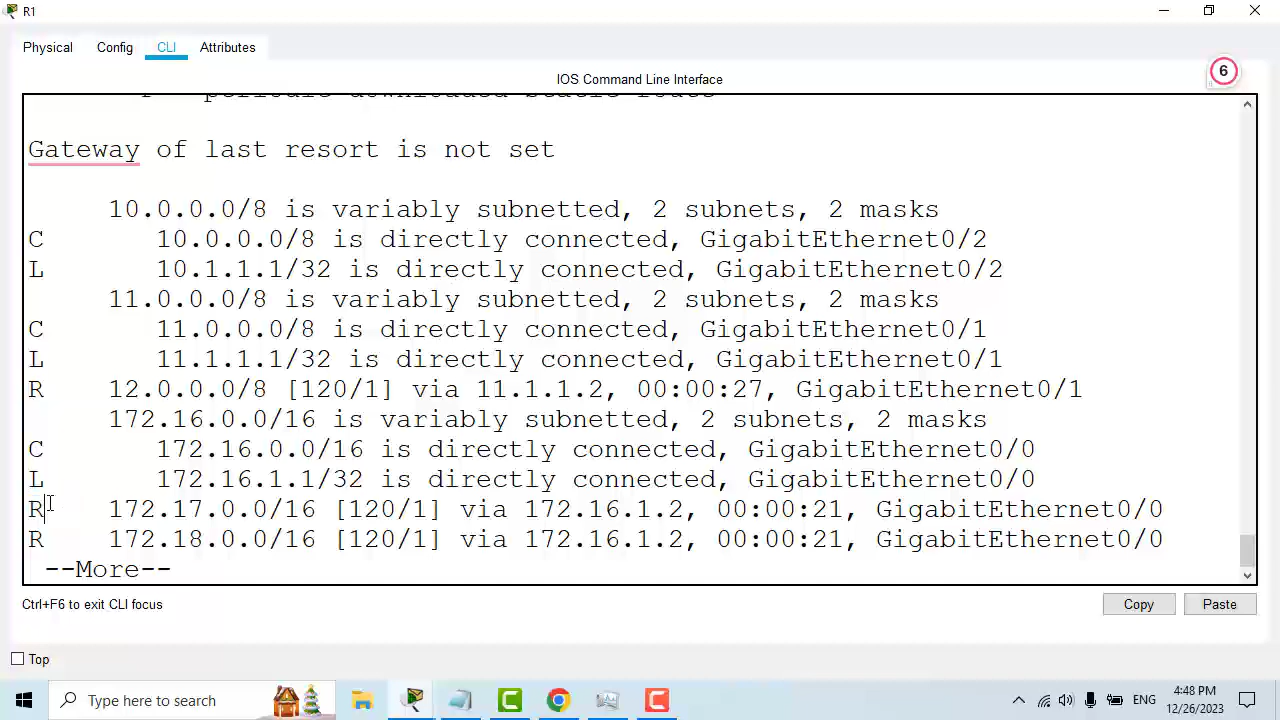 R1
Physical Config CLI Attributes
IOS Command Line Interface
6
Gateway of last resort is not set
10.0.0.0/8 is variably subnetted, 2 subnets, 2 masks
C 10.0.0.0/8 is directly connected, GigabitEthernet0/2
L 10.1.1.1/32 is directly connected, GigabitEthernet0/2
11.0.0.0/8 is variably subnetted, 2 subnets, 2 masks
C 11.0.0.0/8 is directly connected, GigabitEthernet0/1
L 11.1.1.1/32 is directly connected, GigabitEthernet0/1
R 12.0.0.0/8 [120/1] via 11.1.1.2, 00:00:27, GigabitEthernet0/1
172.16.0.0/16 is variably subnetted, 2 subnets, 2 masks
C 172.16.0.0/16 is directly connected, GigabitEthernet0/0
L 172.16.1.1/32 is directly connected, GigabitEthernet0/0
R 172.17.0.0/16 [120/1] via 172.16.1.2, 00:00:21, GigabitEthernet0/0
R 172.18.0.0/16 [120/1] via 172.16.1.2, 00:00:21, GigabitEthernet0/0
--More--
Ctrl+F6 to exit CLI focus
Copy Paste
Top
Type here to search
ENG
4:48 PM
12/26/2023